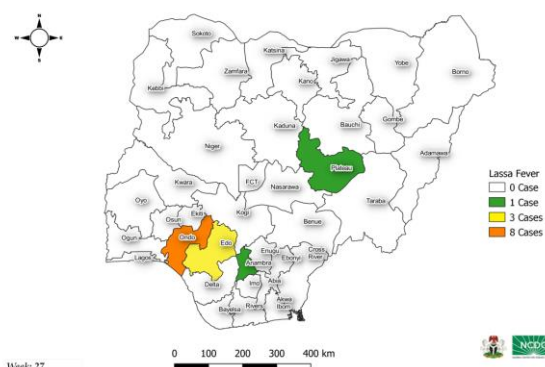 N
W E
S
Sokoto
Katsina
Jigawa
Yobe
Borno
Zamfara
Kano
Kebbi
Gombe
Kaduna
Bauchi
Niger
Adamawa
Plateau
FCT
Nasarawa
Kwara
Taraba
Oyo
Kogi
Ekiti
Osun
Benue
Ondo
Edo
Ogun
Enugu
Cross
River
Lagos
Anambra
Ebonyi
Imo
Abia
Delta
Akwa
Ibom
Bayelsa
Rivers
Lassa Fever
0 Case
1 Case
3 Cases
8 Cases
NCDC
Week: 27
0 100 200 300 400 km